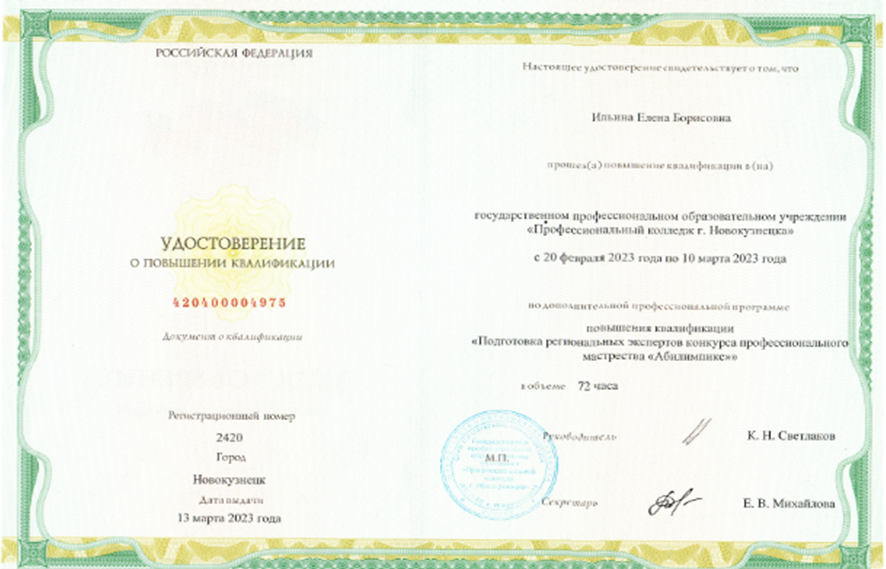 РОССИЙСКАЯ ФЕДЕРАЦИЯ
УДОСТОВЕРЕНИЕ
О ПОВЫШЕНИИ КВАЛИФИКАЦИИ
420400004975
Документ о квалификации
Регистрационный номер
2420
Город
Новокузнецк
Дата выдачи
13 марта 2023 года
Настоящее удостоверение свидетельствует о том, что
Ильина Елена Борисовна
прошел(а) повышение квалификации в (на)
государственном профессиональном образовательном учреждении
«Профессиональный колледж г. Новокузнецка»
с 20 февраля 2023 года по 10 марта 2023 года
по дополнительной профессиональной программе
повышения квалификации
«Подготовка региональных экспертов конкурса профессионального
мастрества «Абилимпикс»»
в объеме 72 часа
Руководитель К. Н. Светлаков
М.П.
Секретарь Е. В. Михайлова